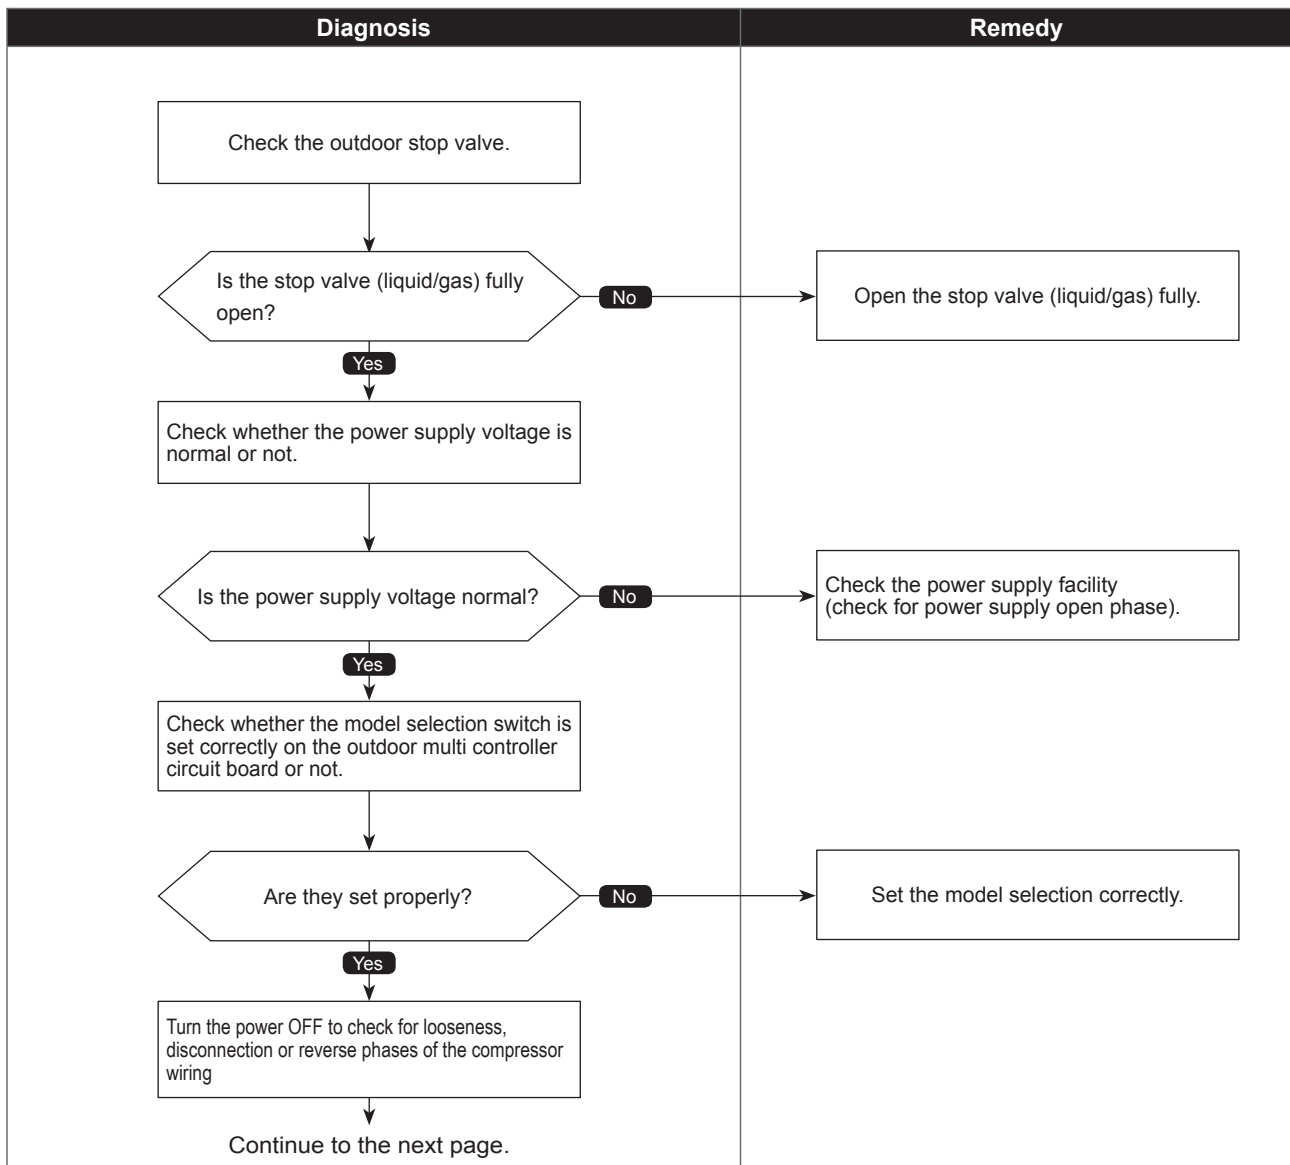 Diagnosis
Remedy
Check the outdoor stop valve.
Is the stop valve (liquid/gas) fully
open?
No
Open the stop valve (liquid/gas) fully.
Yes
Check whether the power supply voltage is
normal or not.
Is the power supply voltage normal?
No
Check the power supply facility
(check for power supply open phase).
Yes
Check whether the model selection switch is
set correctly on the outdoor multi controller
circuit board or not.
Are they set properly?
No
Set the model selection correctly.
Yes
Turn the power OFF to check for looseness,
disconnection or reverse phases of the compressor
wiring
Continue to the next page.